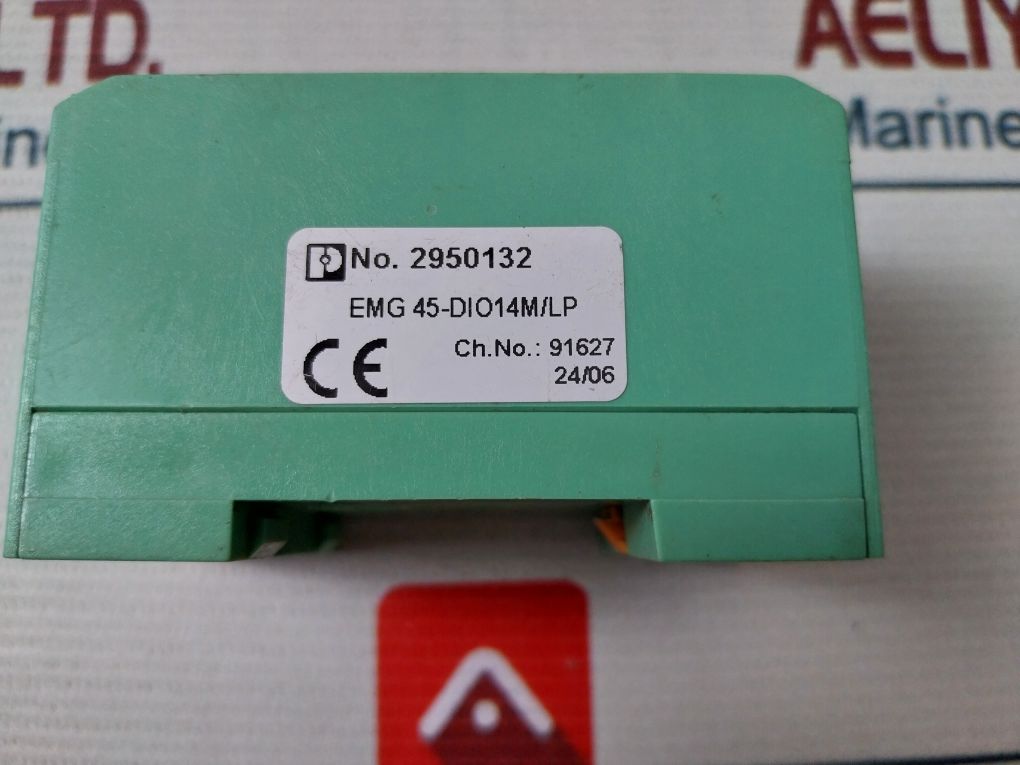 LTD.
AELIY
Marine
No. 2950132
EMG 45-DIO14M/LP
CE
Ch.No.: 91627
24/06